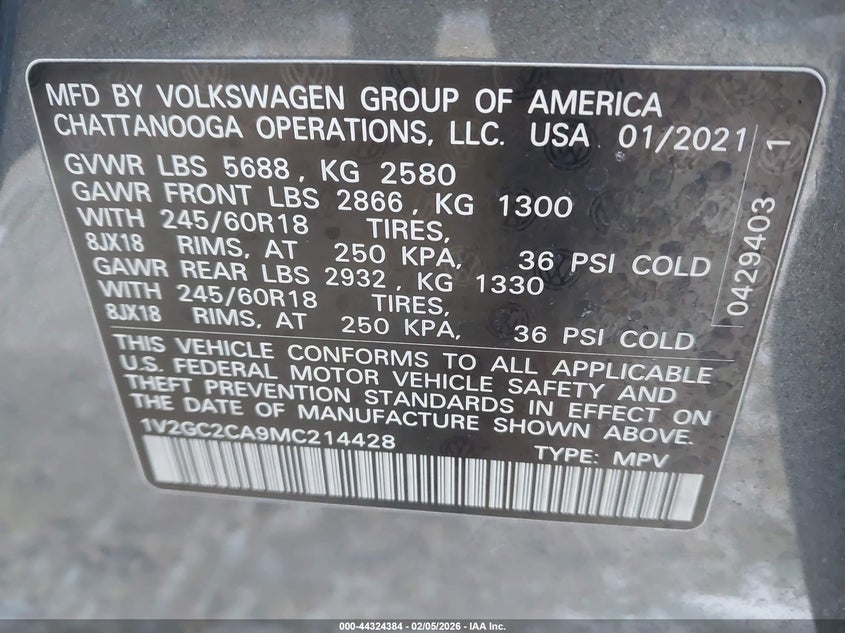 MFD BY VOLKSWAGEN GROUP OF AMERICA
CHATTANOOGA OPERATIONS, LLC. USA 01/2021
GVWR LBS 5688, KG 2580
GAWR FRONT LBS 2866, KG 1300
WITH 245/60R18 TIRES,
8JX18 RIMS, AT 250 KPA, 36 PSI COLD
GAWR REAR LBS 2932, KG 1330
WITH 245/60R18 TIRES,
8JX18 RIMS, AT 250 KPA, 36 PSI COLD
THIS VEHICLE CONFORMS TO ALL APPLICABLE
U.S. FEDERAL MOTOR VEHICLE SAFETY AND
THEFT PREVENTION STANDARDS IN EFFECT ON
THE DATE OF MANUFACTURE SHOWN ABOVE.
1V2GC2CA9MC214428 TYPE: MPV
0429403 1
000-44324384 - 02/05/2026 - IAA Inc.